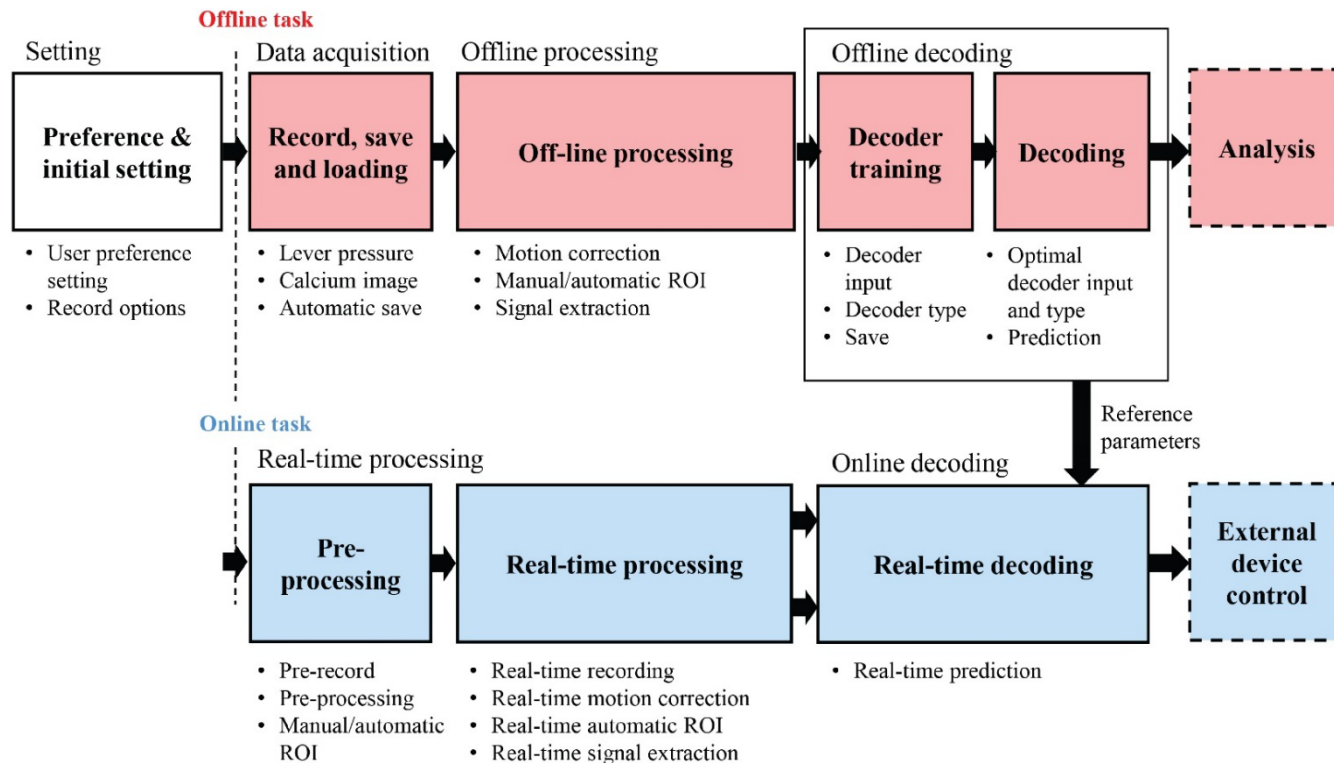 Offline task
Setting
Data acquisition
Offline processing
Offline decoding
Preference &
initial setting
Record, save
and loading
Off-line processing
Decoder
training
Decoding
Analysis
• User preference
setting
• Record options
• Lever pressure
• Calcium image
• Automatic save
• Motion correction
• Manual/automatic ROI
• Signal extraction
• Decoder
input
• Decoder type
• Save
• Optimal
decoder input
and type
• Prediction
Reference
parameters
Online task
Real-time processing
Online decoding
Pre-
processing
Real-time processing
Real-time decoding
External
device
control
• Pre-record
• Pre-processing
• Manual/automatic
ROI
• Real-time recording
• Real-time motion correction
• Real-time automatic ROI
• Real-time signal extraction
• Real-time prediction